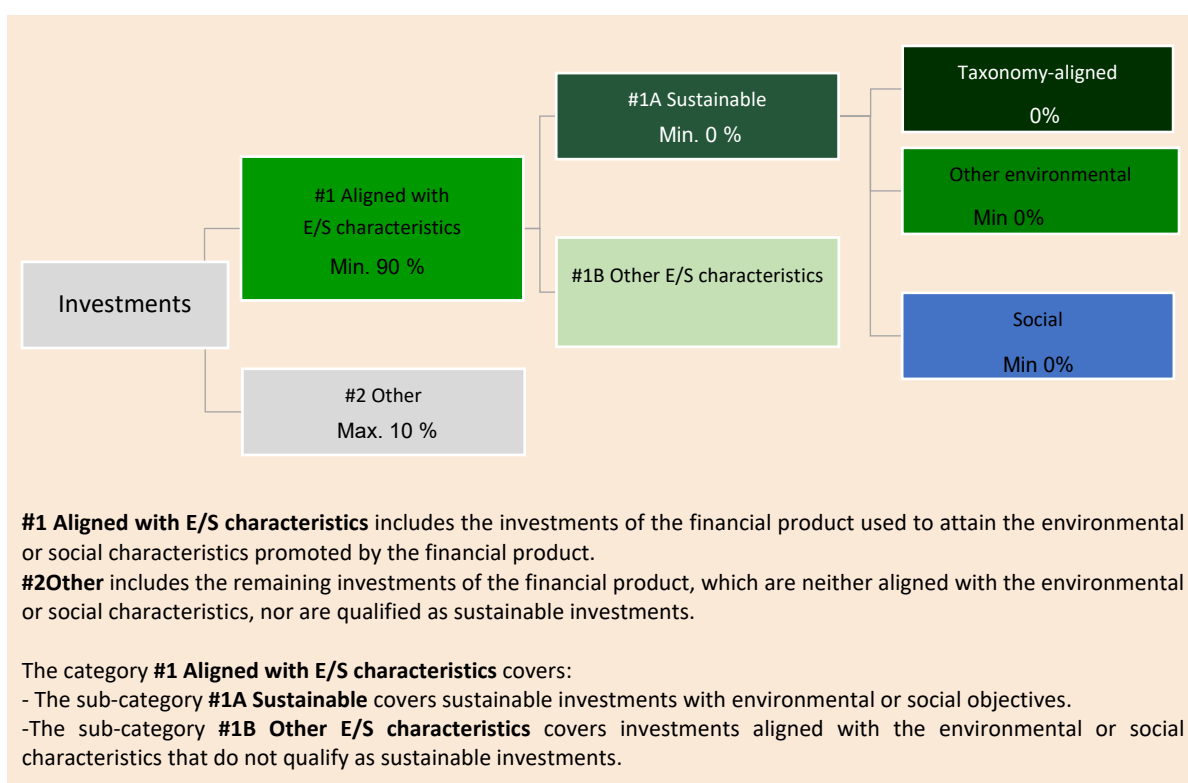 Investments
#1 Aligned with
E/S characteristics
Min. 90 %
#2 Other
Max. 10 %
#1A Sustainable
Min. 0 %
#1B Other E/S characteristics
Taxonomy-aligned
0%
Other environmental
Min 0%
Social
Min 0%
#1 Aligned with E/S characteristics includes the investments of the financial product used to attain the environmental
or social characteristics promoted by the financial product.
#2Other includes the remaining investments of the financial product, which are neither aligned with the environmental
or social characteristics, nor are qualified as sustainable investments.
The category #1 Aligned with E/S characteristics covers:
- The sub-category #1A Sustainable covers sustainable investments with environmental or social objectives.
-The sub-category #1B Other E/S characteristics covers investments aligned with the environmental or social
characteristics that do not qualify as sustainable investments.